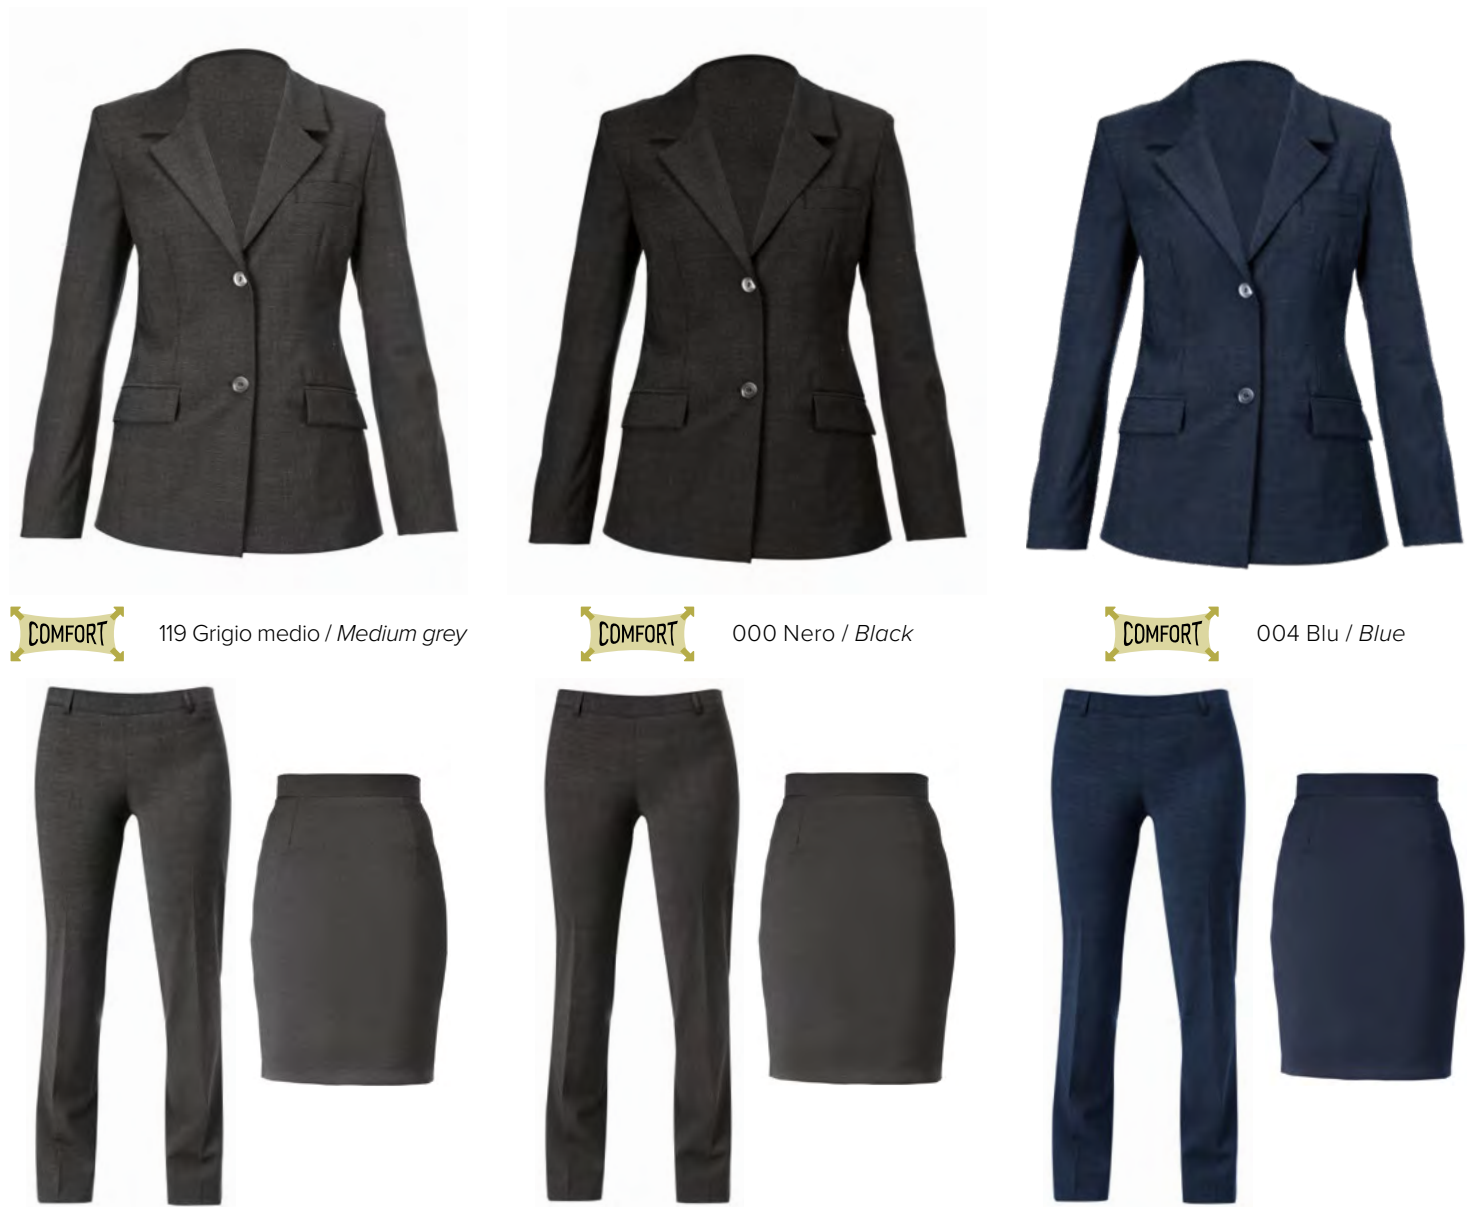 COMFORT 119 Grigio medio / Medium grey
COMFORT 000 Nero / Black
COMFORT 004 Blu / Blue